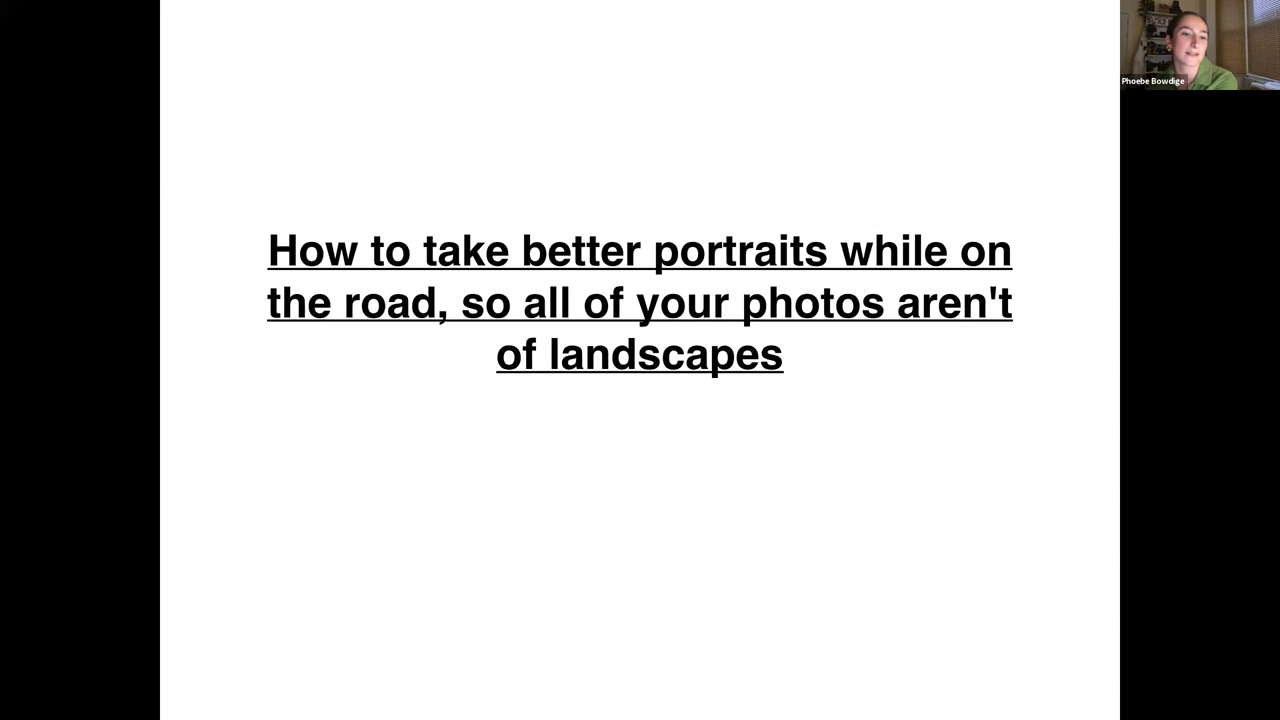 Phoebe Bowdige
How to take better portraits while on
the road, so all of your photos aren't
of landscapes